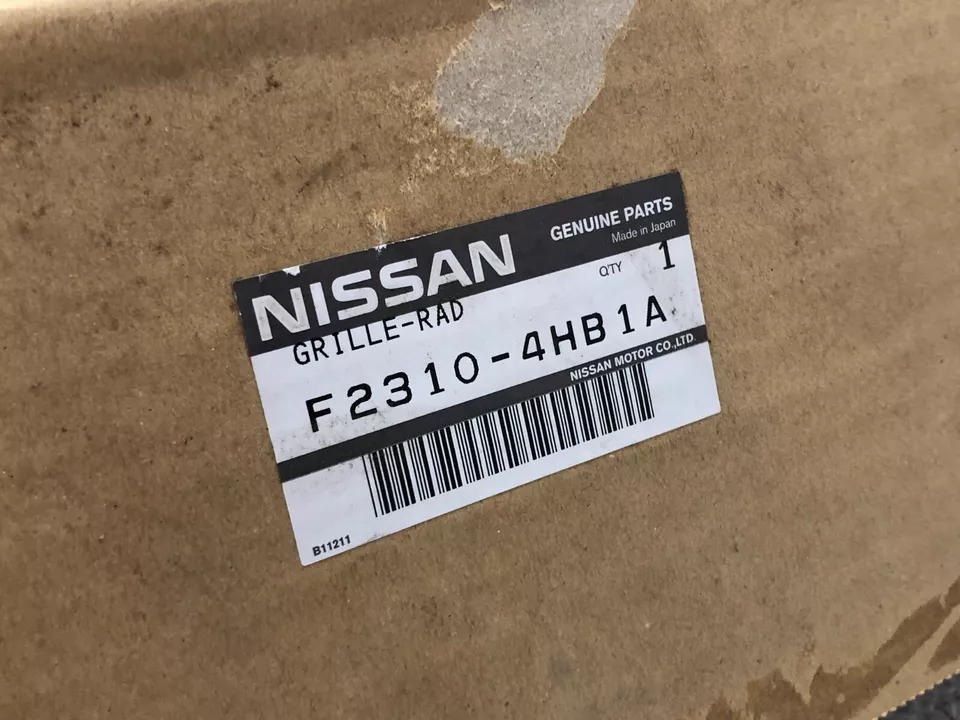 NISSAN
GENUINE PARTS
Made in Japan
GRILLE-RAD
QTY 1
F2310-4HB1A
NISSAN MOTOR CO.,LTD.
B11211